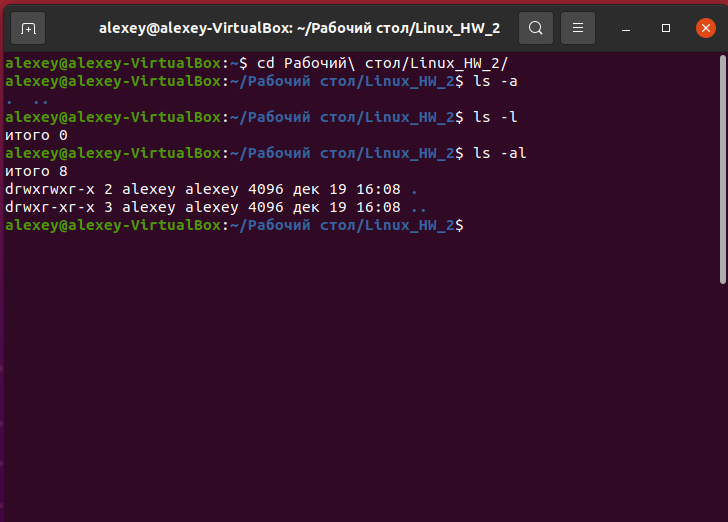 alexey@alexey-VirtualBox: ~/Рабочий стол/Linux_HW_2
alexey@alexey-VirtualBox:~$ cd Рабочий\ стол/Linux_HW_2/
alexey@alexey-VirtualBox:~/Рабочий стол/Linux_HW_2$ ls -a
.  ..
alexey@alexey-VirtualBox:~/Рабочий стол/Linux_HW_2$ ls -l
итого 0
alexey@alexey-VirtualBox:~/Рабочий стол/Linux_HW_2$ ls -al
итого 8
drwxrwxr-x 2 alexey alexey 4096 дек 19 16:08 .
drwxr-xr-x 3 alexey alexey 4096 дек 19 16:08 ..
alexey@alexey-VirtualBox:~/Рабочий стол/Linux_HW_2$